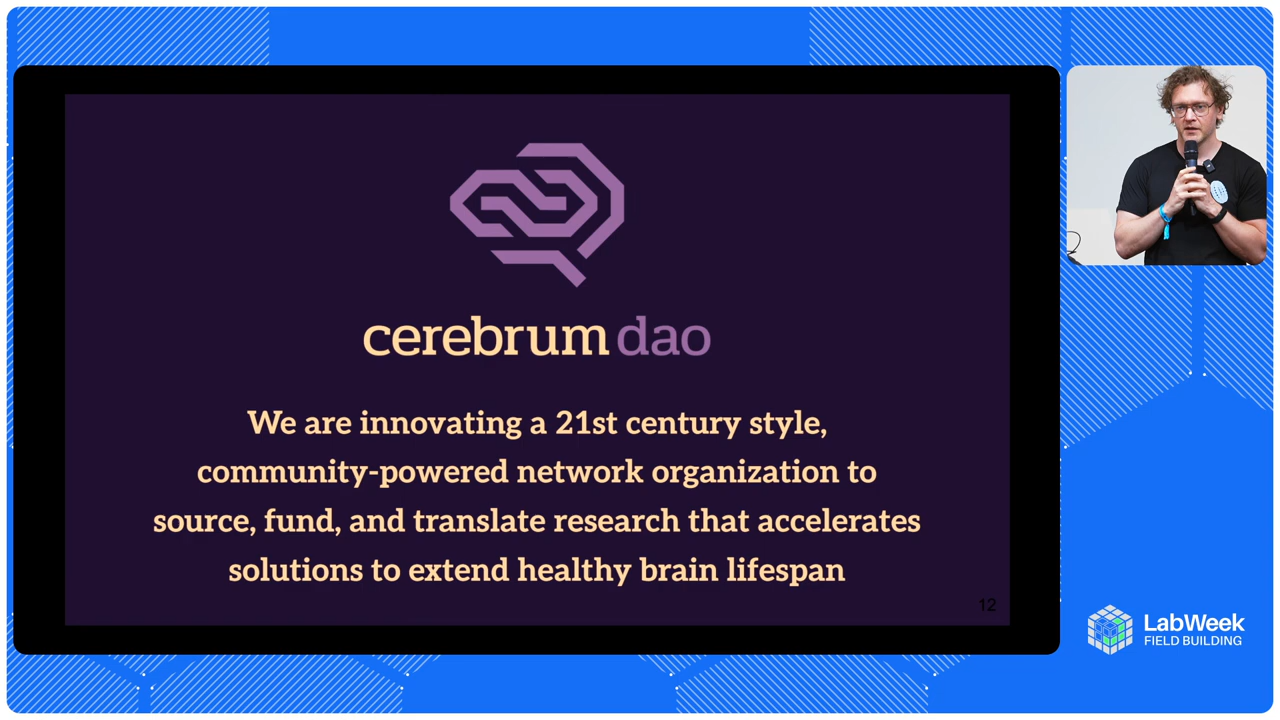 cerebrum dao
We are innovating a 21st century style,
community-powered network organization to
source, fund, and translate research that accelerates
solutions to extend healthy brain lifespan
12
LabWeek
FIELD BUILDING